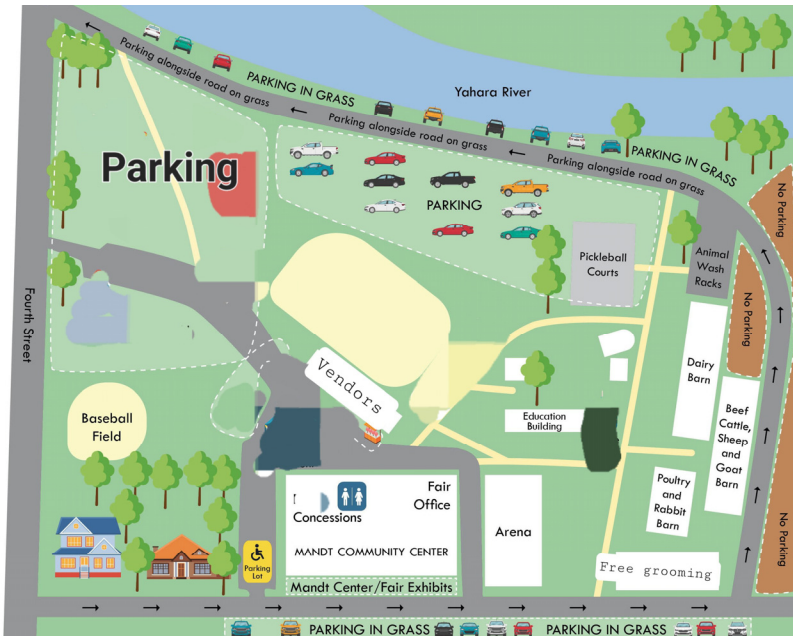 Yahara River
PARKING IN GRASS
Parking alongside road on grass
Parking alongside road on grass
Parking alongside road on grass
PARKING IN GRASS
No Parking
Parking
PARKING
Pickleball
Courts
Animal
Wash
Racks
No Parking
Fourth Street
Vendors
Dairy
Barn
Baseball
Field
Education
Building
Beef
Cattle,
Sheep
and
Goat
Barn
Fair
Office
Concessions
MANDT COMMUNITY CENTER
Arena
Poultry
and
Rabbit
Barn
No Parking
Parking
Lot
Mandt Center/Fair Exhibits
Free grooming
PARKING IN GRASS
PARKING IN GRASS